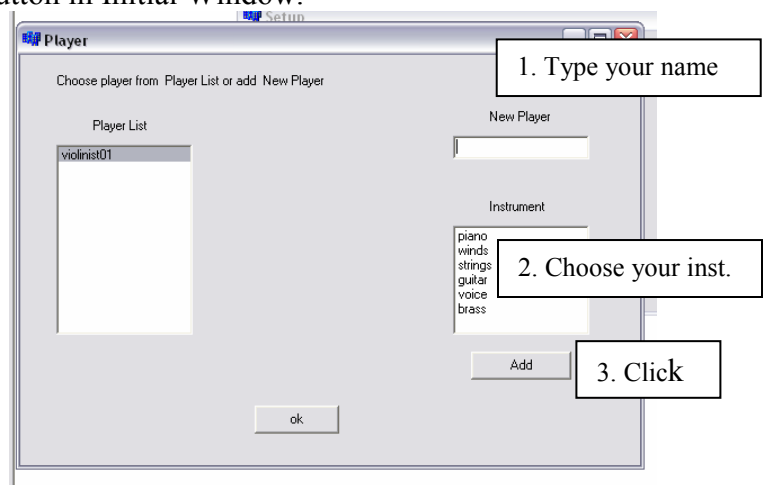 utton in Initial Window.
Setup
Player
1. Type your name
Choose player from Player List or add New Player
Player List
New Player
violinist01
Instrument
piano
winds
strings
guitar
voice
brass
2. Choose your inst.
Add
3. Click
ok